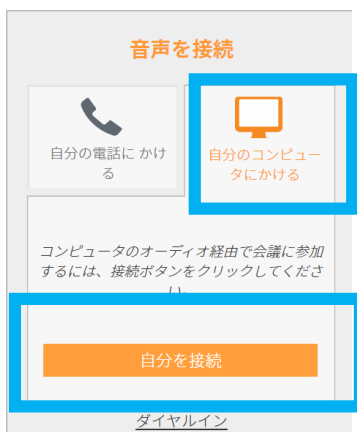 音声を接続
自分の電話に かけ
る
自分のコンピュー
タにかける
コンピュータのオーディオ経由で会議に参加
するには、接続ボタンをクリックしてくださ
い。
自分を接続
ダイヤルイン